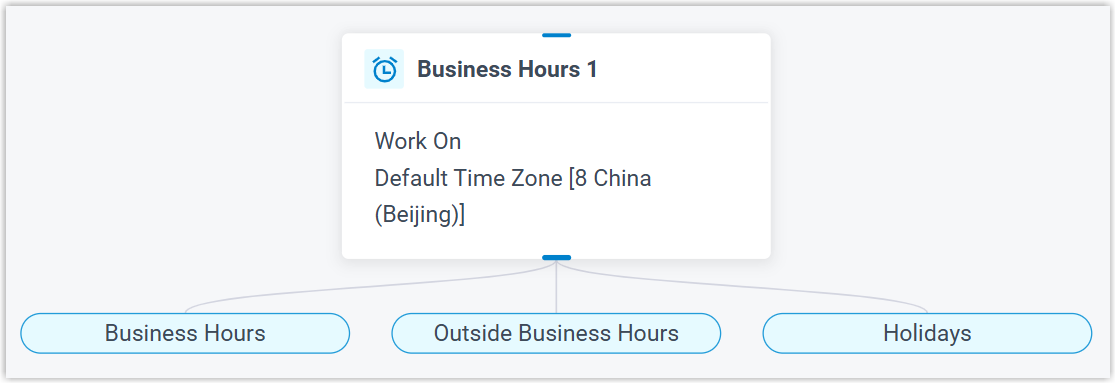 Business Hours 1
Work On
Default Time Zone [8 China
(Beijing)]
Business Hours
Outside Business Hours
Holidays